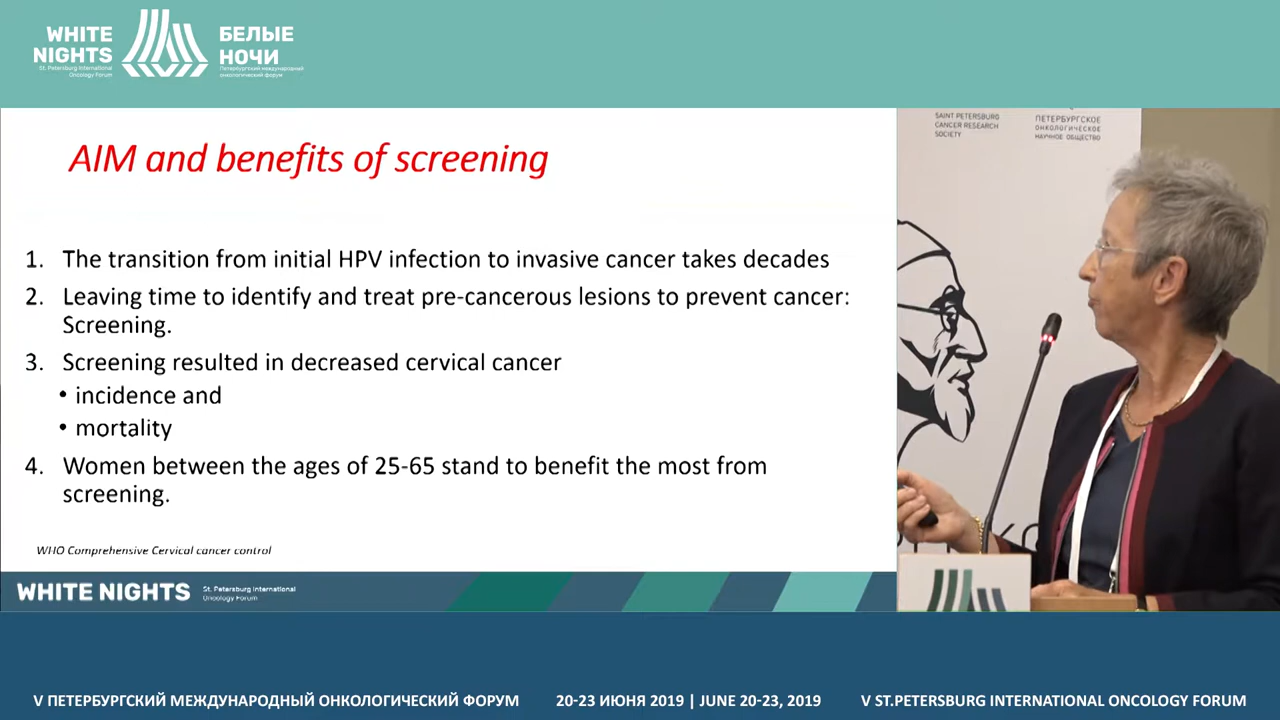 WHITE
NIGHTS
St. Petersburg International
Oncology Forum
БЕЛЫЕ
НОЧИ
Петербургский международный
онкологический форум
AIM and benefits of screening
1. The transition from initial HPV infection to invasive cancer takes decades
2. Leaving time to identify and treat pre-cancerous lesions to prevent cancer:
Screening.
3. Screening resulted in decreased cervical cancer
• incidence and
• mortality
4. Women between the ages of 25-65 stand to benefit the most from
screening.
WHO Comprehensive Cervical cancer control
WHITE NIGHTS
St. Petersburg International
Oncology Forum
SAINT PETERSBURG
CANCER RESEARCH
SOCIETY
ПЕТЕРБУРГСКОЕ
ОНКОЛОГИЧЕСКОЕ
НАУЧНОЕ ОБЩЕСТВО
V ПЕТЕРБУРГСКИЙ МЕЖДУНАРОДНЫЙ ОНКОЛОГИЧЕСКИЙ ФОРУМ
20-23 ИЮНЯ 2019 | JUNE 20-23, 2019
V ST.PETERSBURG INTERNATIONAL ONCOLOGY FORUM